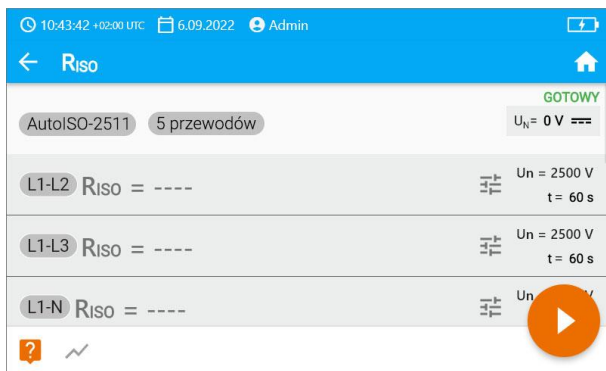 10:43:42 +02:00 UTC 6.09.2022 Admin
RISO
GOTOWY
AutoISO-2511 5 przewodów UN= 0 V
L1-L2 RISO = ---- Un = 2500 V
t = 60 s
L1-L3 RISO = ---- Un = 2500 V
t = 60 s
L1-N RISO = ---- Un V
?